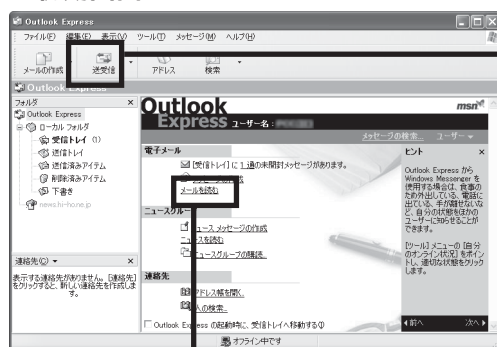 Outlook Express
ファイル(F) 編集(E) 表示(V) ツール(T) メッセージ(M) ヘルプ(H)
メールの作成 送受信 アドレス 検索
Outlook Express
フォルダ ×
Outlook Express
ローカル フォルダ
受信トレイ (1)
送信トレイ
送信済みアイテム
削除済みアイテム
下書き
news.hi-ho.ne.jp
連絡先(C) ▼ ×
表示する連絡先がありません。[連絡先]
をクリックすると、新しい連絡先を作成しま
す。
Outlook
Express ユーザー名:
msn
メッセージの検索... ユーザー
電子メール
[受信トレイ] に 1 通の未開封メッセージがあります。
メールを読む
ニュースグループ
ニュース メッセージの作成
ニュースを読む
ニュースグループの購読...
連絡先
アドレス帳を開く...
人の検索...
Outlook Express の起動時に、受信トレイへ移動する(I)
ヒント ×
Outlook Express から
Windows Messenger を
使用する場合は、食事の
ため外出している、電話に
出ている、手が離せないな
ど、自分の状態をほかの
ユーザーに知らせることが
できます。
[ツール] メニューの [自分
のオンライン状況] をポイン
トし、適切な状態をクリック
します。
前へ 次へ
オフライン中です